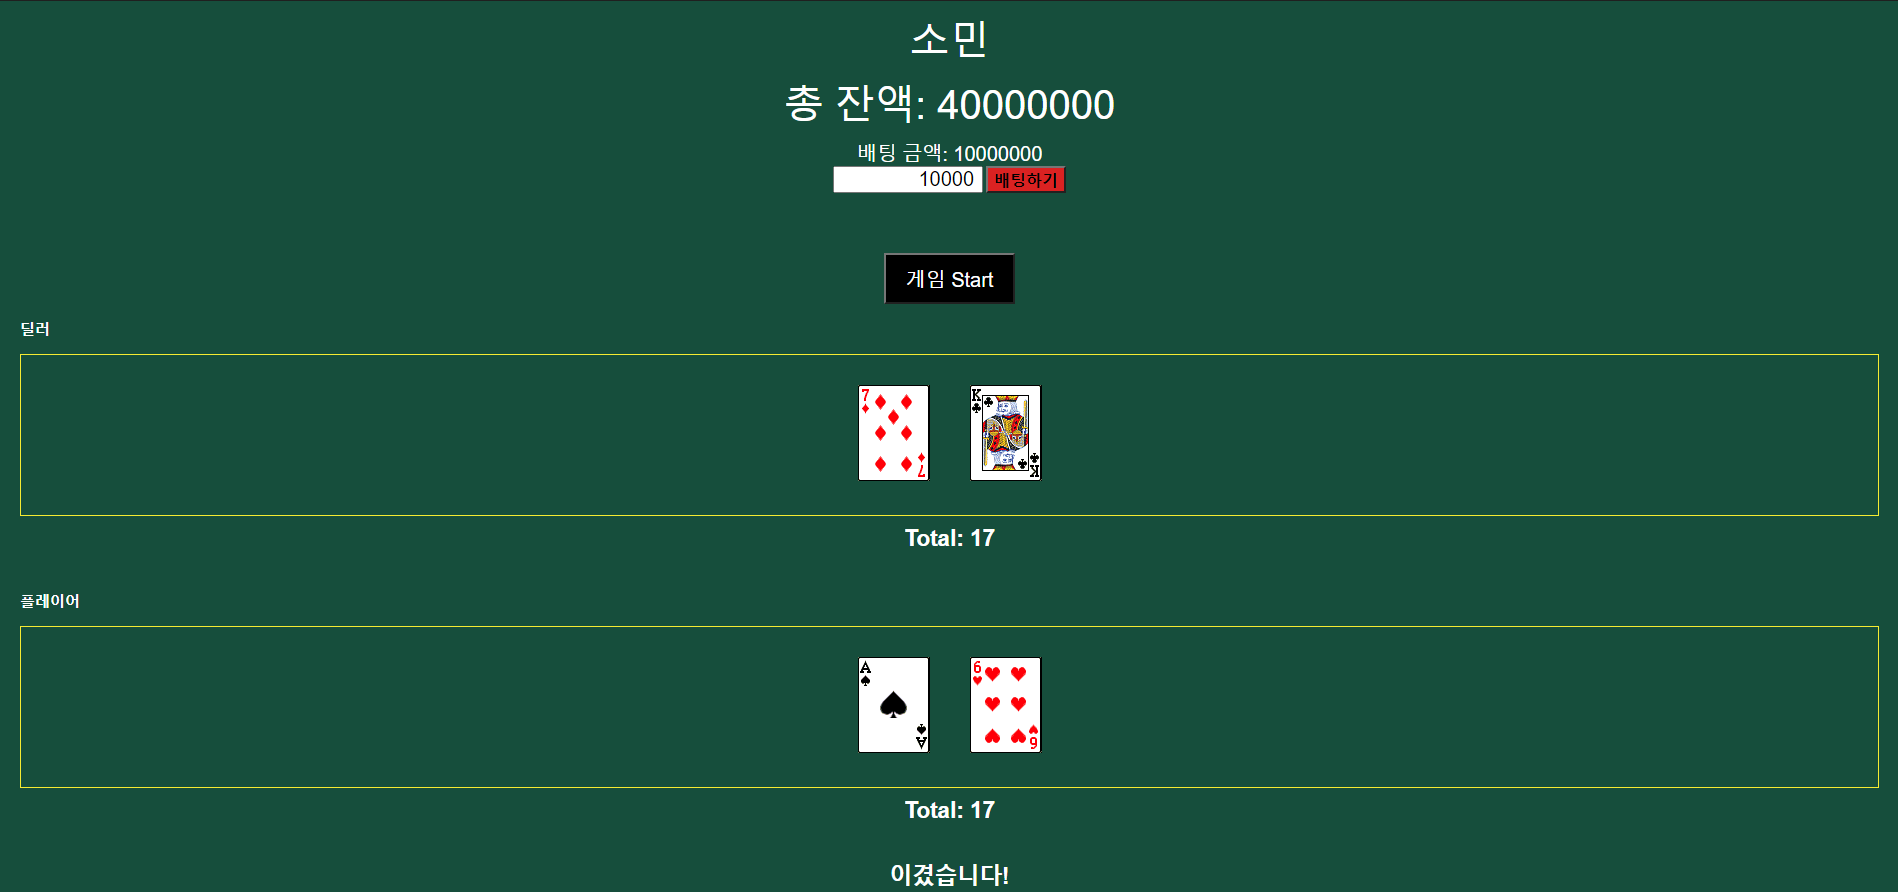 소민
총 잔액: 40000000
배팅 금액: 10000000
10000 배팅하기
게임 Start
딜러
7 K
7 K
Total: 17
플레이어
A 6
A 6
Total: 17
이겼습니다!